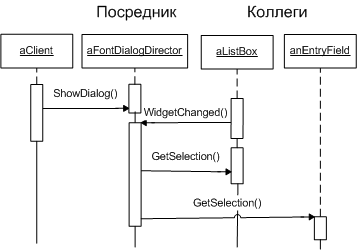 Посредник Коллеги
aClient aFontDialogDirector aListBox anEntryField
ShowDialog()
WidgetChanged()
GetSelection()
GetSelection()